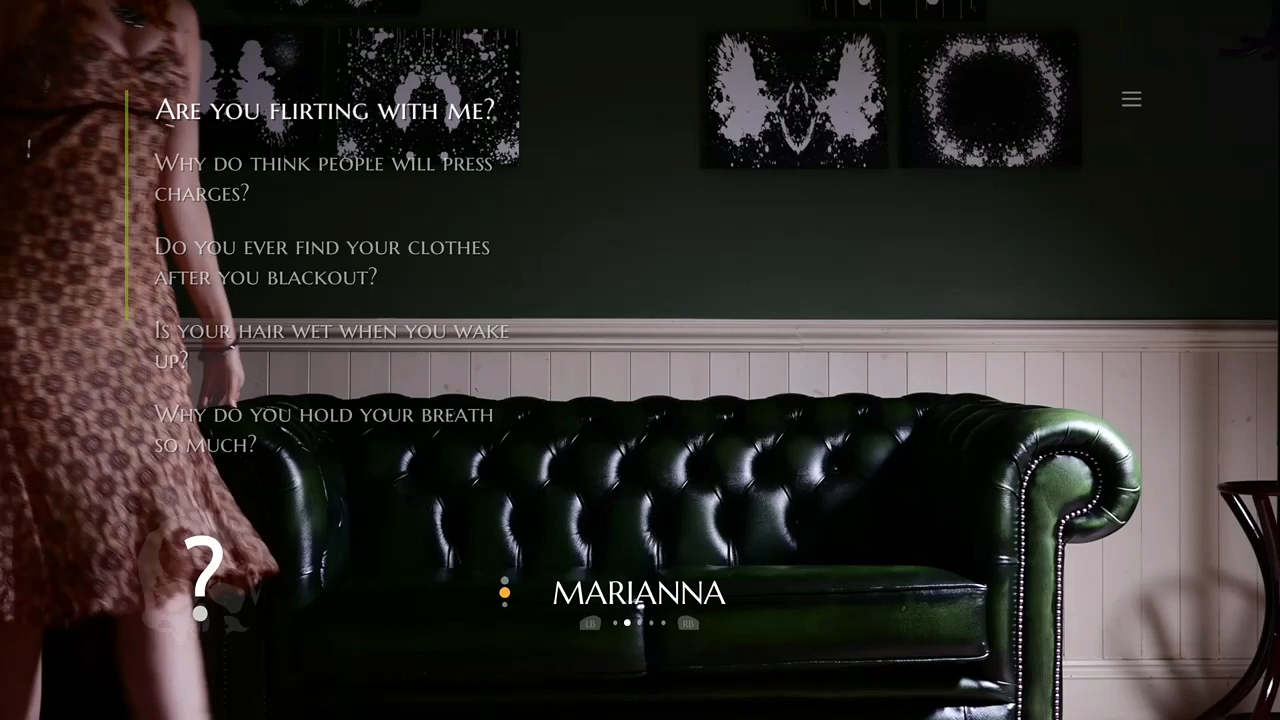 Are you flirting with me?
Why do think people will press
charges?
Do you ever find your clothes
after you blackout?
Is your hair wet when you wake
up?
Why do you hold your breath
so much?
?
MARIANNA
LB RB